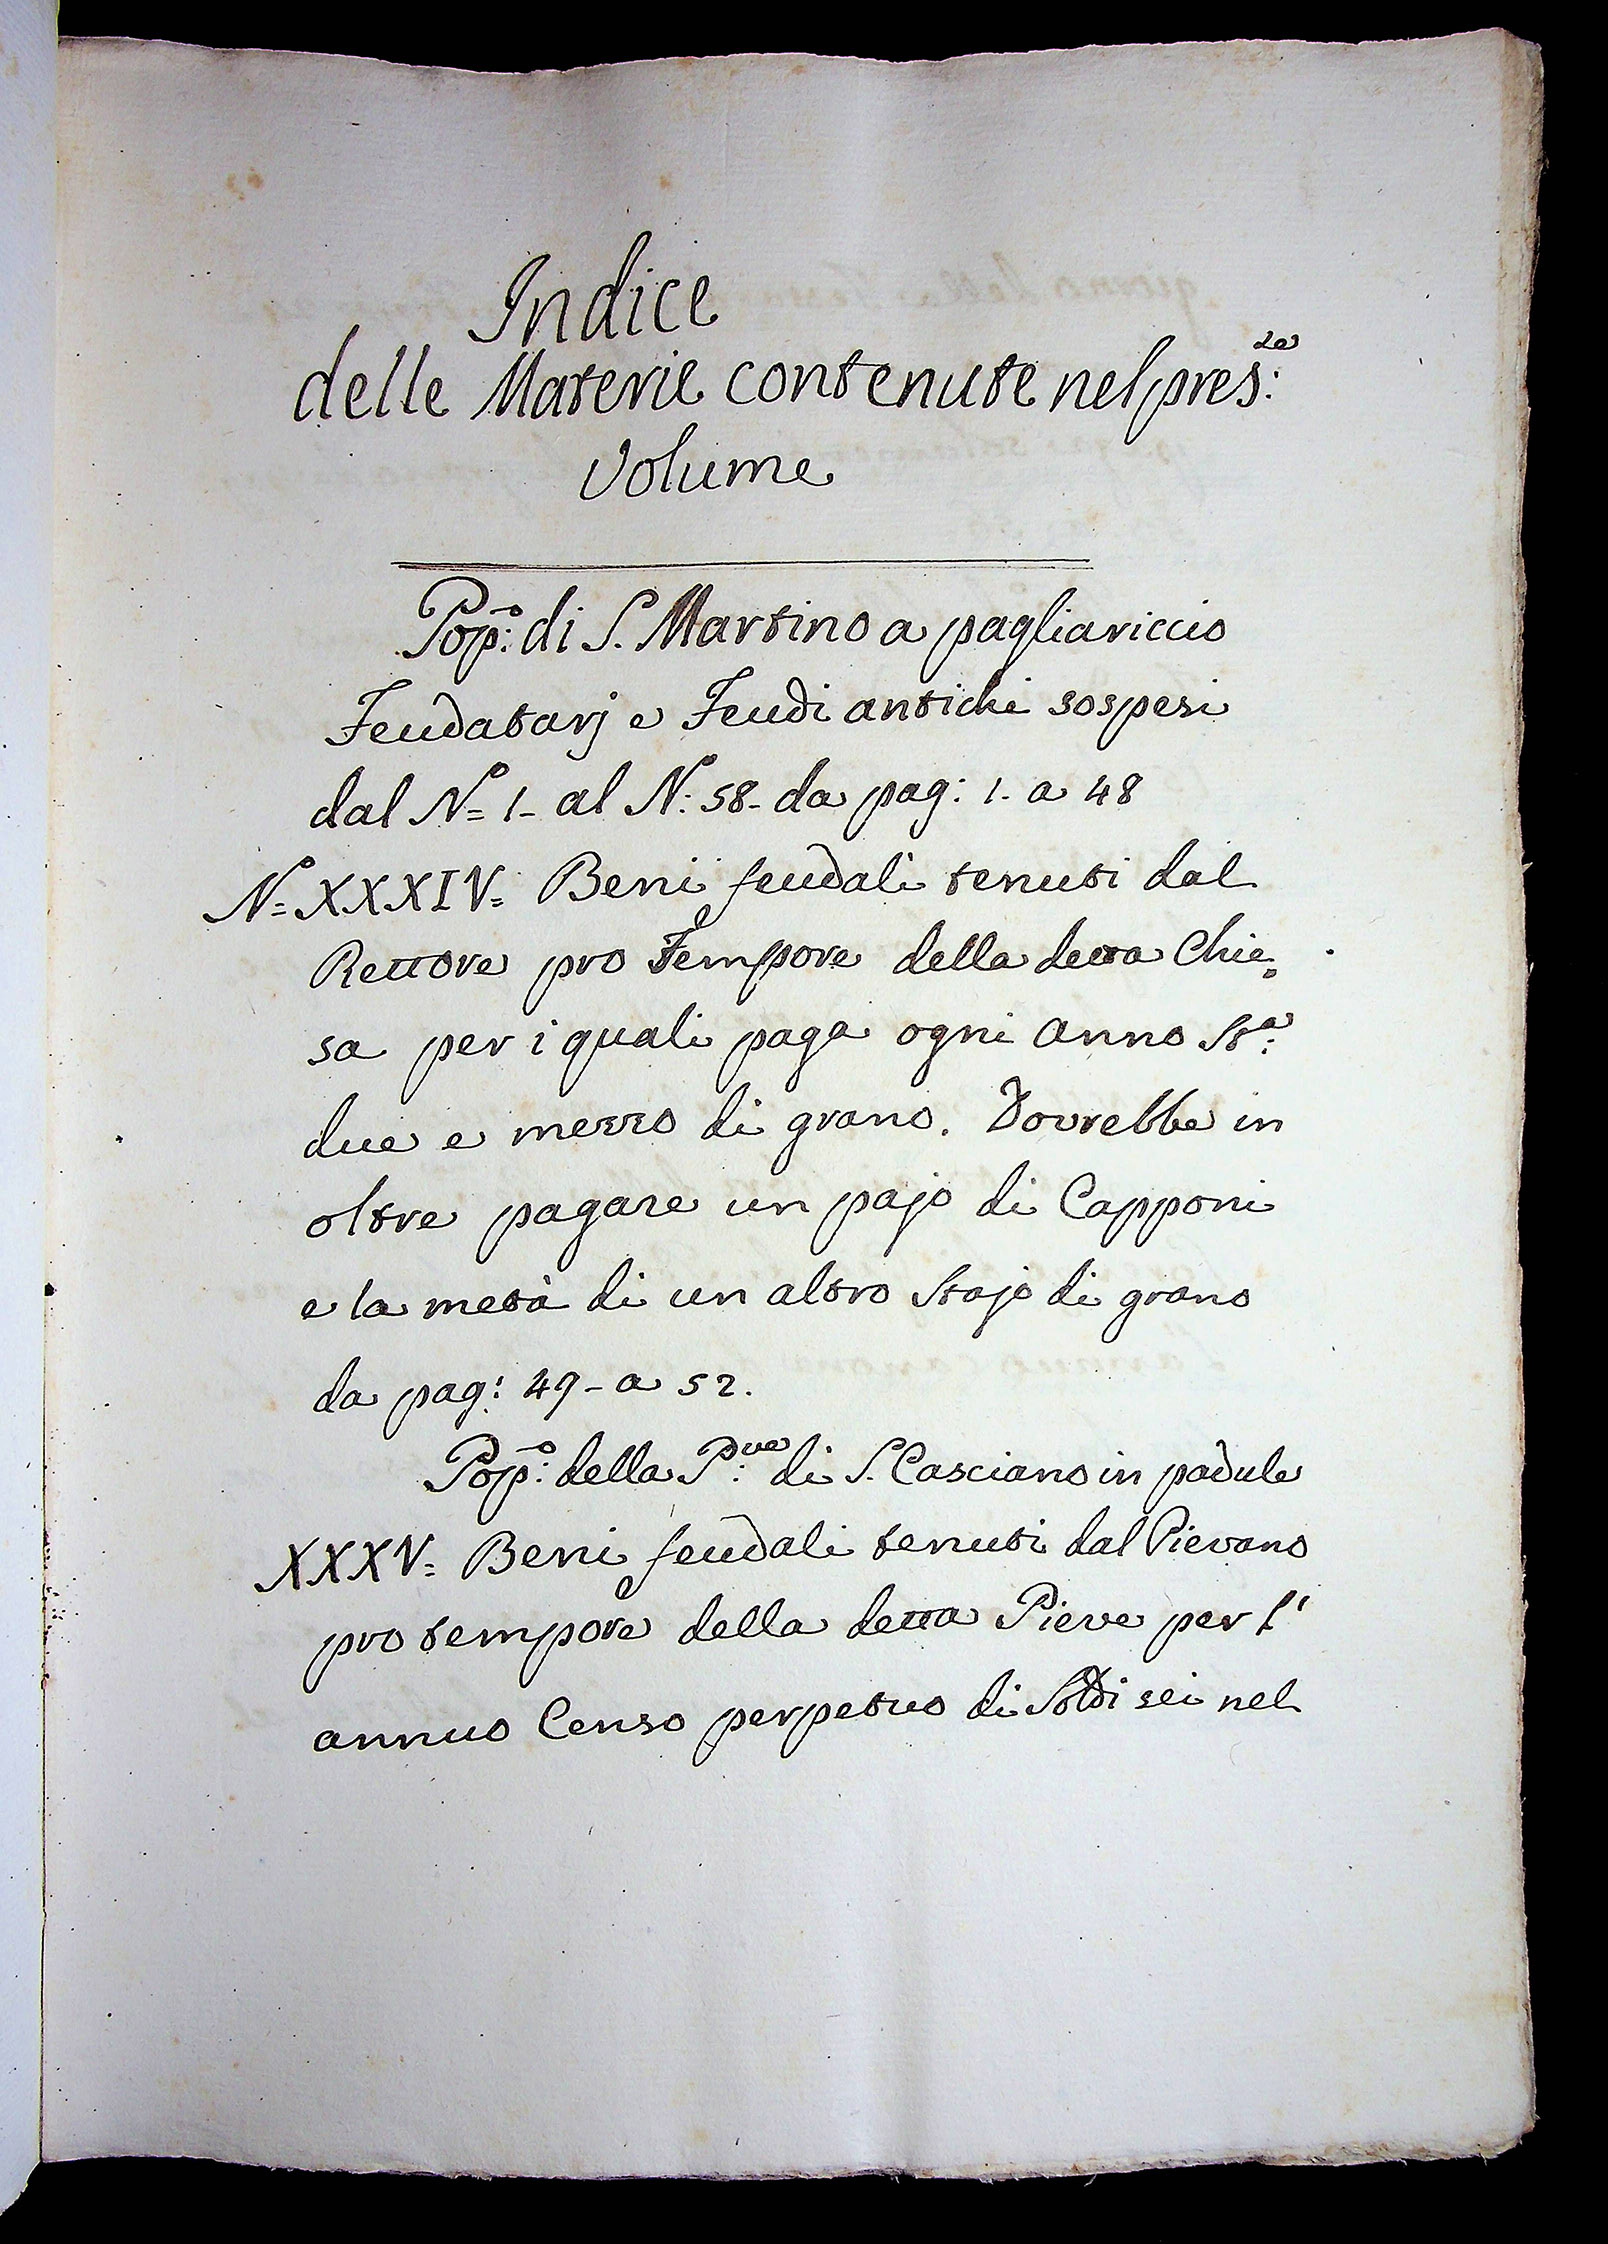 Indice
delle Materie contenute nel pres:te
Volume
Pop:o di S. Martino a pagliariccio
Feudatarj e Feudi antichi sospesi
dal No= 1- al No: 58- da pag: 1. a 48
No= XXXIV= Beni feudali tenuti dal
Rettore pro Tempore della detta Chie=
sa per i quali paga ogni anno Sta:
due e mezzo di grano. Dovrebbe in
oltre pagare un pajo di Capponi
e la metà di un altro Stajo di grano
da pag: 49- a 52.
Pop:o della P:ve di S. Casciano in padule
XXXV= Beni feudali tenuti dal Pievano
pro tempore della detta Pieve per l'
annuo Censo perpetuo di Soldi sei nel